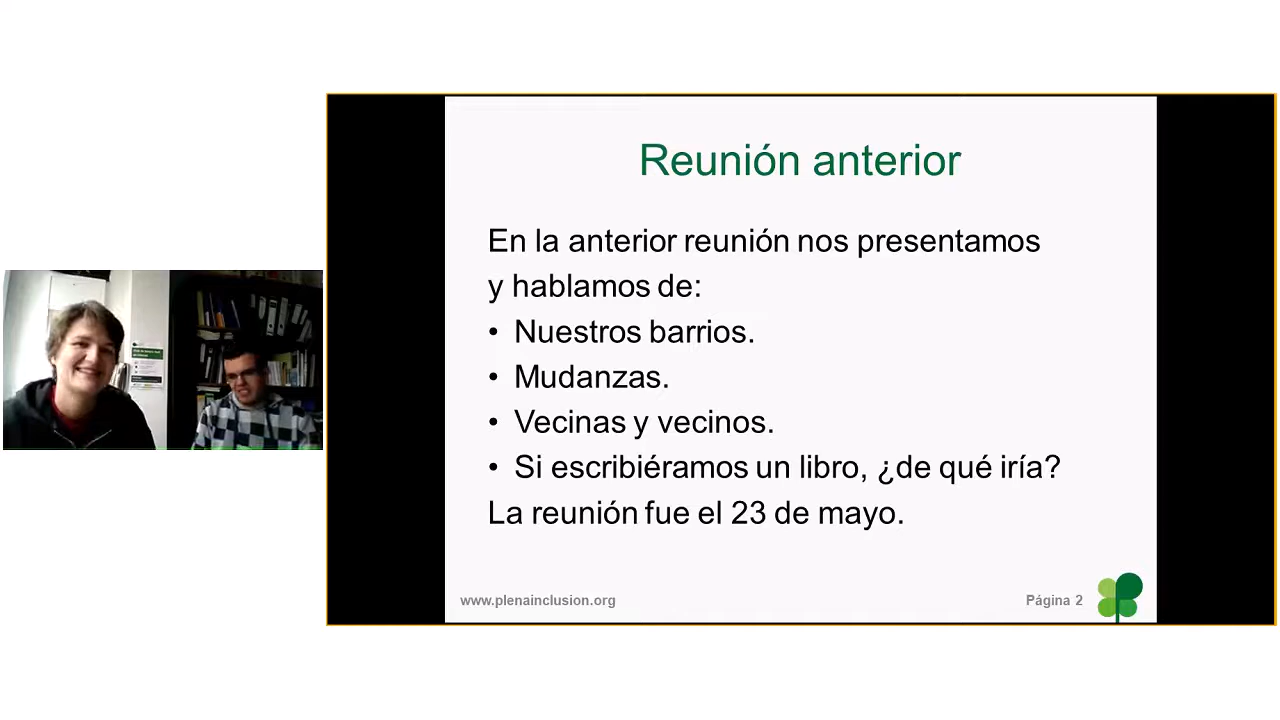 Reunión anterior
En la anterior reunión nos presentamos
y hablamos de:
• Nuestros barrios.
• Mudanzas.
• Vecinas y vecinos.
• Si escribiéramos un libro, ¿de qué iría?
La reunión fue el 23 de mayo.
www.plenainclusion.org
Página 2